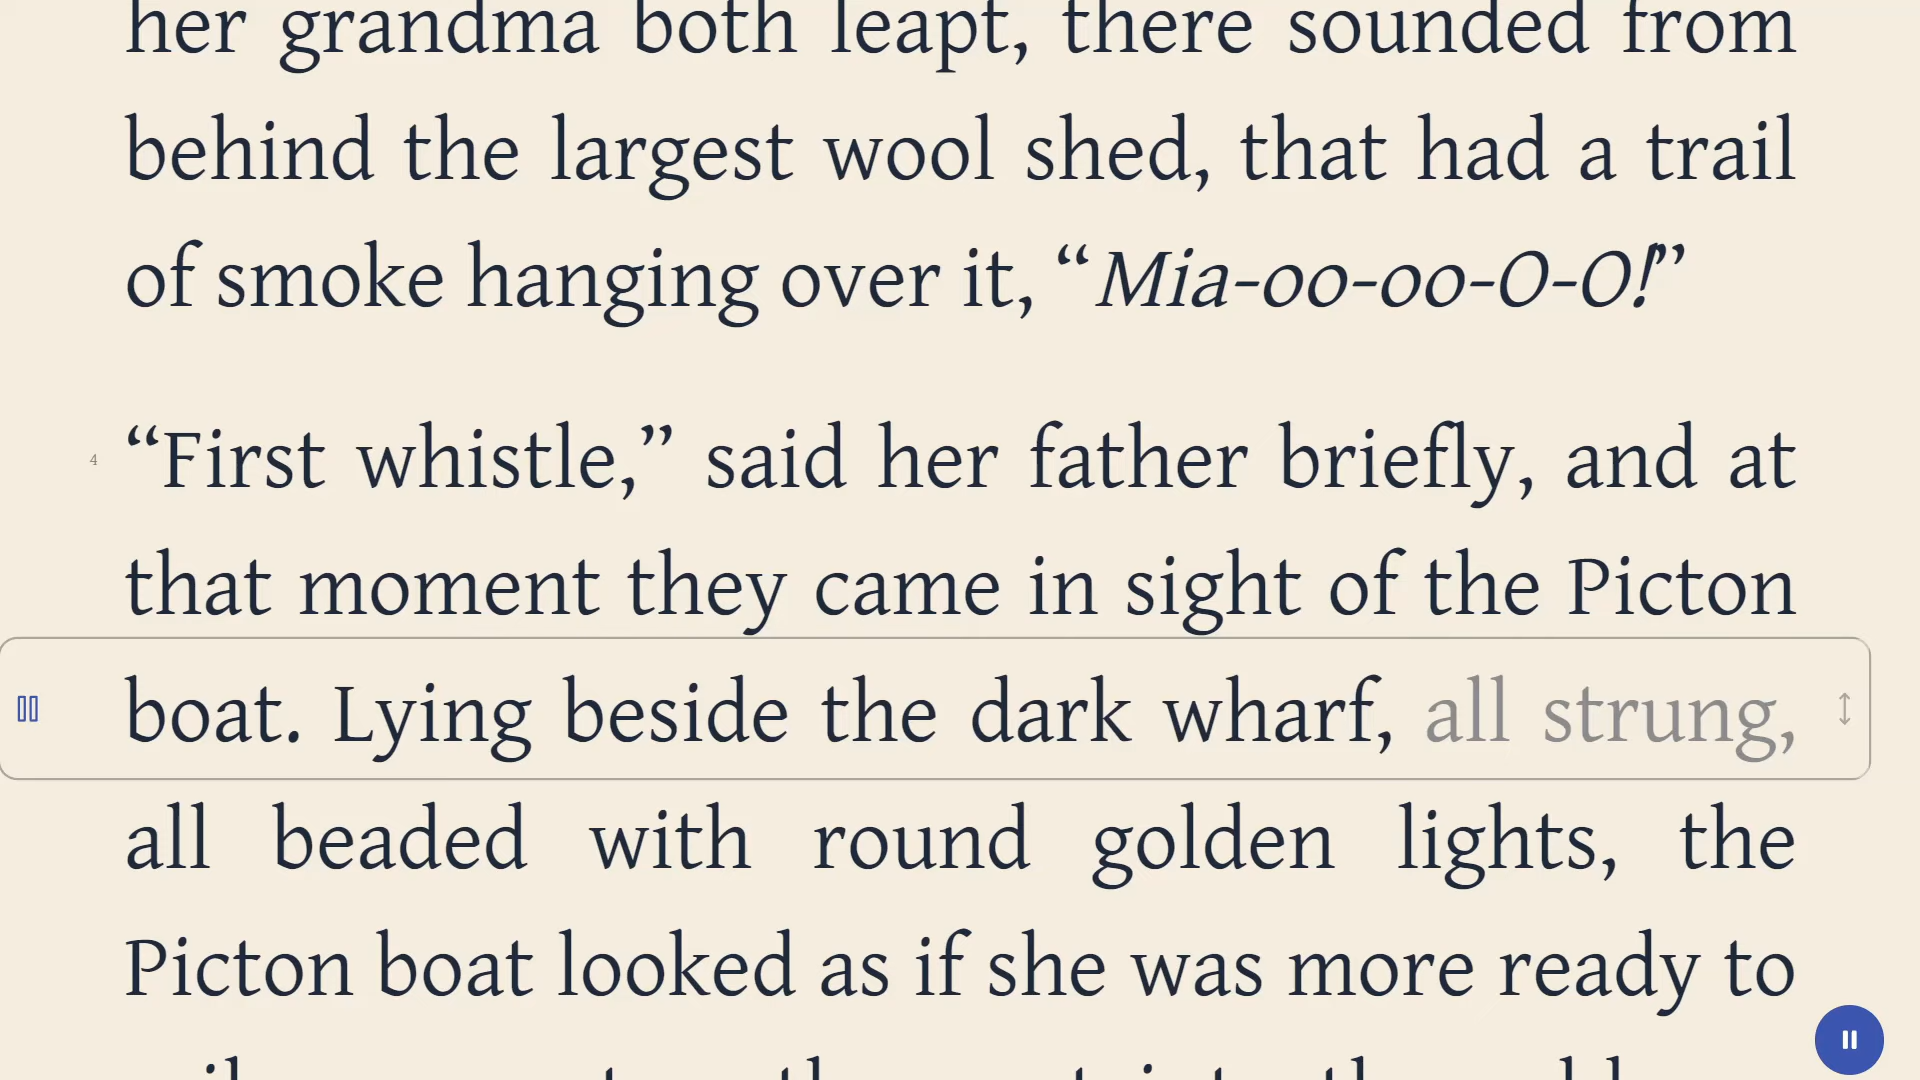 her grandma both leapt, there sounded from
behind the largest wool shed, that had a trail
of smoke hanging over it, “Mia-oo-oo-O-O!”
4
“First whistle,” said her father briefly, and at
that moment they came in sight of the Picton
boat. Lying beside the dark wharf, all strung,
all beaded with round golden lights, the
Picton boat looked as if she was more ready to